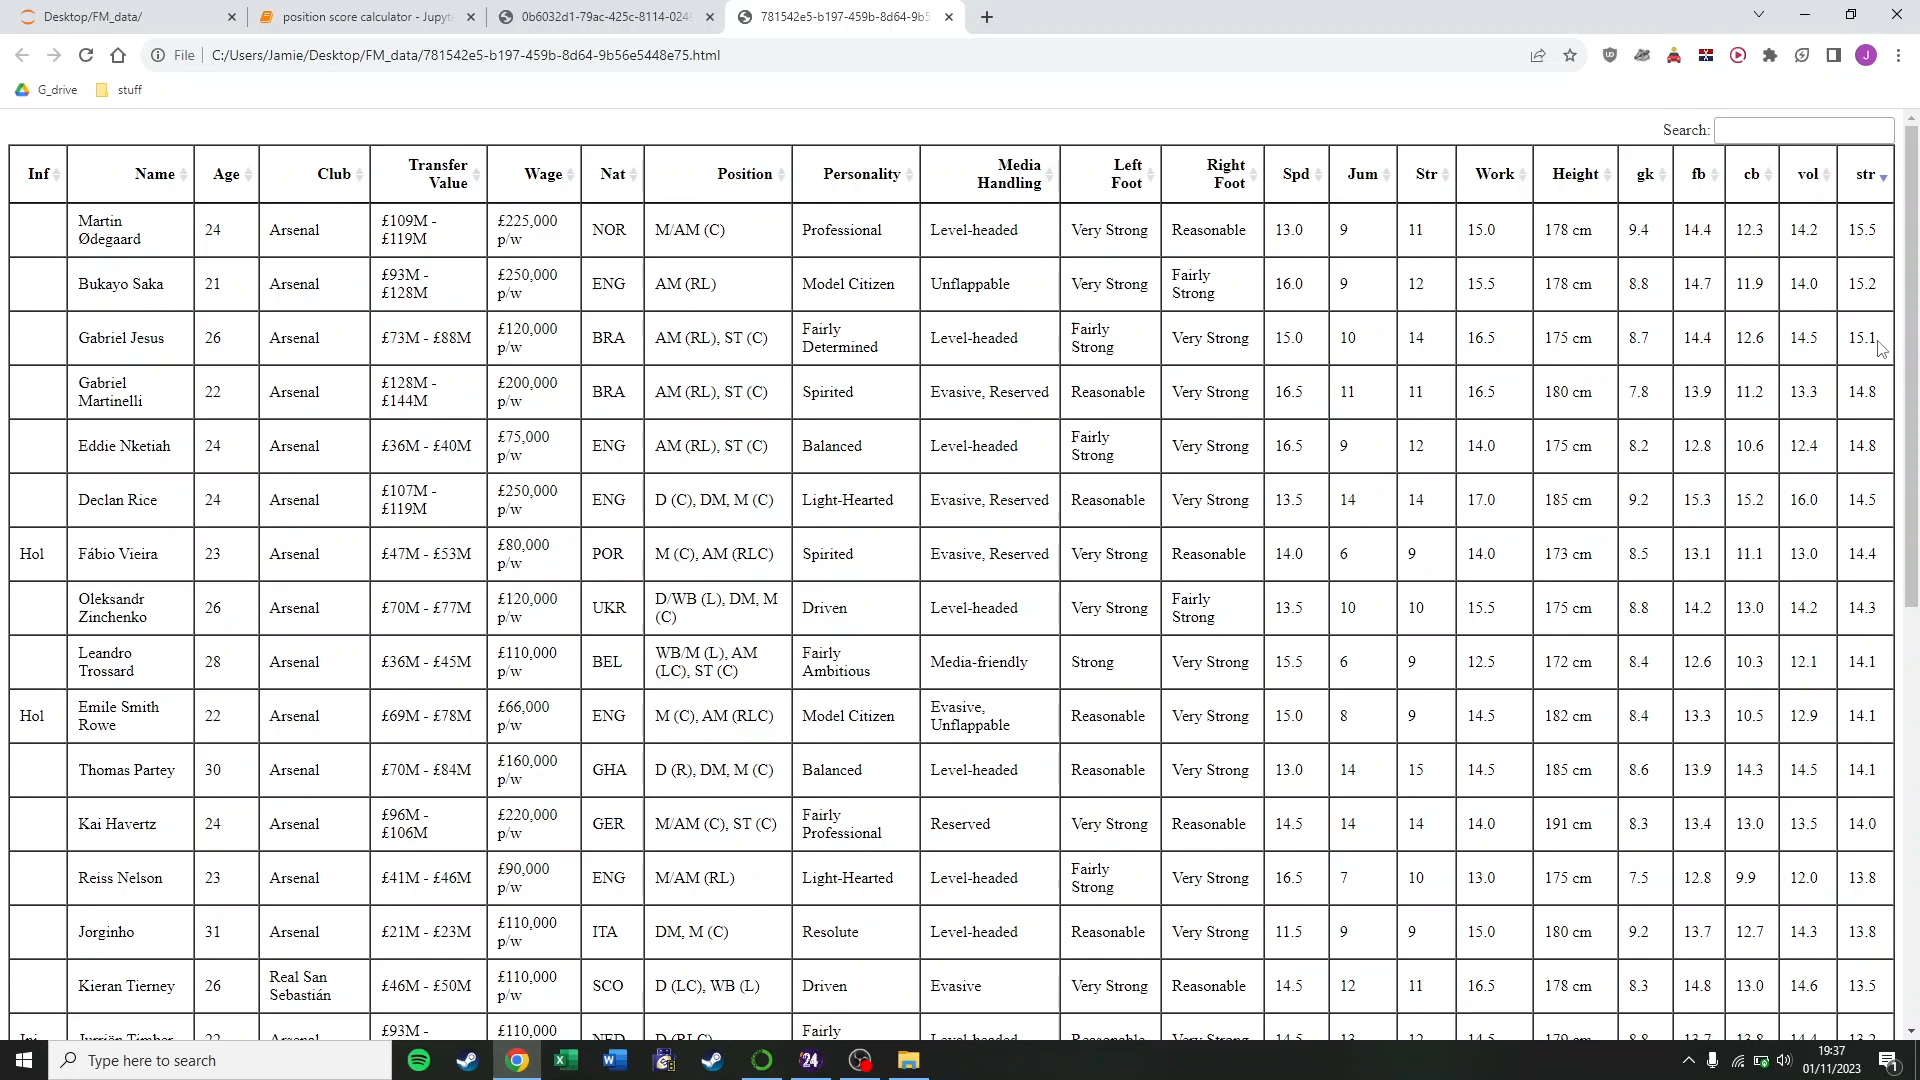 Desktop/FM_data/
position score calculator - Jupyt
0b6032d1-79ac-425c-8114-024
781542e5-b197-459b-8d64-9b5
File
C:/Users/Jamie/Desktop/FM_data/781542e5-b197-459b-8d64-9b56e5448e75.html
J
G_drive
stuff
Search:
Inf Name Age Club Transfer Value Wage Nat Position Personality Media Handling Left Foot Right Foot Spd Jum Str Work Height gk fb cb vol str
Martin Ødegaard 24 Arsenal £109M - £119M £225,000 p/w NOR M/AM (C) Professional Level-headed Very Strong Reasonable 13.0 9 11 15.0 178 cm 9.4 14.4 12.3 14.2 15.5
Bukayo Saka 21 Arsenal £93M - £128M £250,000 p/w ENG AM (RL) Model Citizen Unflappable Very Strong Fairly Strong 16.0 9 12 15.5 178 cm 8.8 14.7 11.9 14.0 15.2
Gabriel Jesus 26 Arsenal £73M - £88M £120,000 p/w BRA AM (RL), ST (C) Fairly Determined Level-headed Fairly Strong Very Strong 15.0 10 14 16.5 175 cm 8.7 14.4 12.6 14.5 15.1
Gabriel Martinelli 22 Arsenal £128M - £144M £200,000 p/w BRA AM (RL), ST (C) Spirited Evasive, Reserved Reasonable Very Strong 16.5 11 11 16.5 180 cm 7.8 13.9 11.2 13.3 14.8
Eddie Nketiah 24 Arsenal £36M - £40M £75,000 p/w ENG AM (RL), ST (C) Balanced Level-headed Fairly Strong Very Strong 16.5 9 12 14.0 175 cm 8.2 12.8 10.6 12.4 14.8
Declan Rice 24 Arsenal £107M - £119M £250,000 p/w ENG D (C), DM, M (C) Light-Hearted Evasive, Reserved Reasonable Very Strong 13.5 14 14 17.0 185 cm 9.2 15.3 15.2 16.0 14.5
Hol Fábio Vieira 23 Arsenal £47M - £53M £80,000 p/w POR M (C), AM (RLC) Spirited Evasive, Reserved Very Strong Reasonable 14.0 6 9 14.0 173 cm 8.5 13.1 11.1 13.0 14.4
Oleksandr Zinchenko 26 Arsenal £70M - £77M £120,000 p/w UKR D/WB (L), DM, M (C) Driven Level-headed Very Strong Fairly Strong 13.5 10 10 15.5 175 cm 8.8 14.2 13.0 14.2 14.3
Leandro Trossard 28 Arsenal £36M - £45M £110,000 p/w BEL WB/M (L), AM (LC), ST (C) Fairly Ambitious Media-friendly Strong Very Strong 15.5 6 9 12.5 172 cm 8.4 12.6 10.3 12.1 14.1
Hol Emile Smith Rowe 22 Arsenal £69M - £78M £66,000 p/w ENG M (C), AM (RLC) Model Citizen Evasive, Unflappable Reasonable Very Strong 15.0 8 9 14.5 182 cm 8.4 13.3 10.5 12.9 14.1
Thomas Partey 30 Arsenal £70M - £84M £160,000 p/w GHA D (R), DM, M (C) Balanced Level-headed Reasonable Very Strong 13.0 14 15 14.5 185 cm 8.6 13.9 14.3 14.5 14.1
Kai Havertz 24 Arsenal £96M - £106M £220,000 p/w GER M/AM (C), ST (C) Fairly Professional Reserved Very Strong Reasonable 14.5 14 14 14.0 191 cm 8.3 13.4 13.0 13.5 14.0
Reiss Nelson 23 Arsenal £41M - £46M £90,000 p/w ENG M/AM (RL) Light-Hearted Level-headed Fairly Strong Very Strong 16.5 7 10 13.0 175 cm 7.5 12.8 9.9 12.0 13.8
Jorginho 31 Arsenal £21M - £23M £110,000 p/w ITA DM, M (C) Resolute Level-headed Reasonable Very Strong 11.5 9 9 15.0 180 cm 9.2 13.7 12.7 14.3 13.8
Kieran Tierney 26 Real San Sebastián £46M - £50M £110,000 p/w SCO D (LC), WB (L) Driven Evasive Very Strong Reasonable 14.5 12 11 16.5 178 cm 8.3 14.8 13.0 14.6 13.5
£93M - £110,000 Fairly
Type here to search
24
19:37
01/11/2023
1